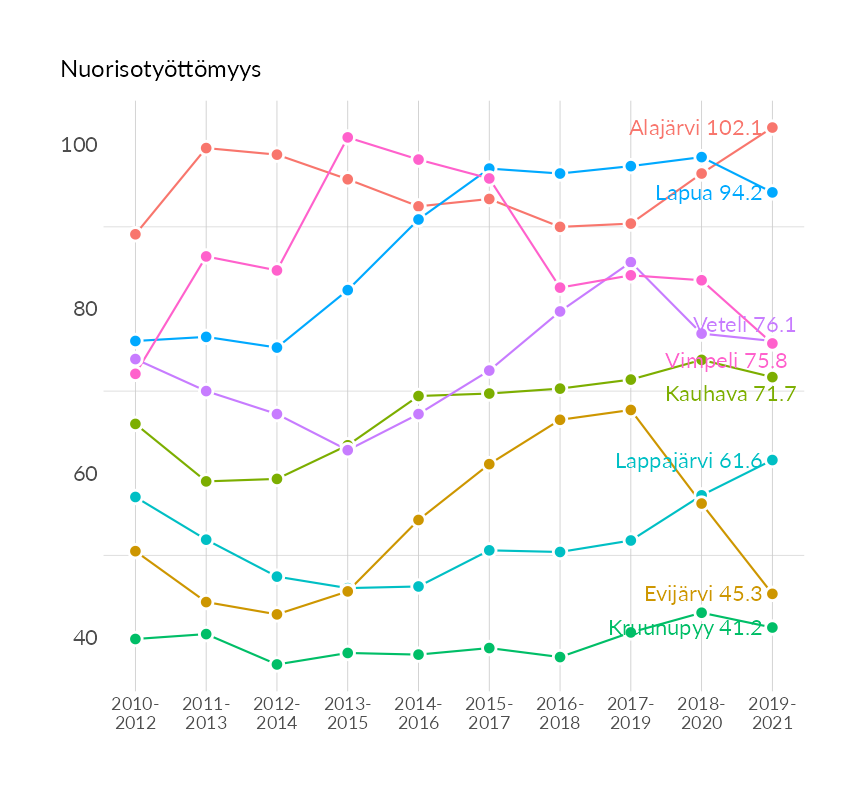 Nuorisotyöttömyys
100
80
60
40
Alajärvi 102.1
Lapua 94.2
Veteli 76.1
Vimpeli 75.8
Kauhava 71.7
Lappajärvi 61.6
Evijärvi 45.3
Kruunupyy 41.2
2010- 2011- 2012- 2013- 2014- 2015- 2016- 2017- 2018- 2019-
2012 2013 2014 2015 2016 2017 2018 2019 2020 2021